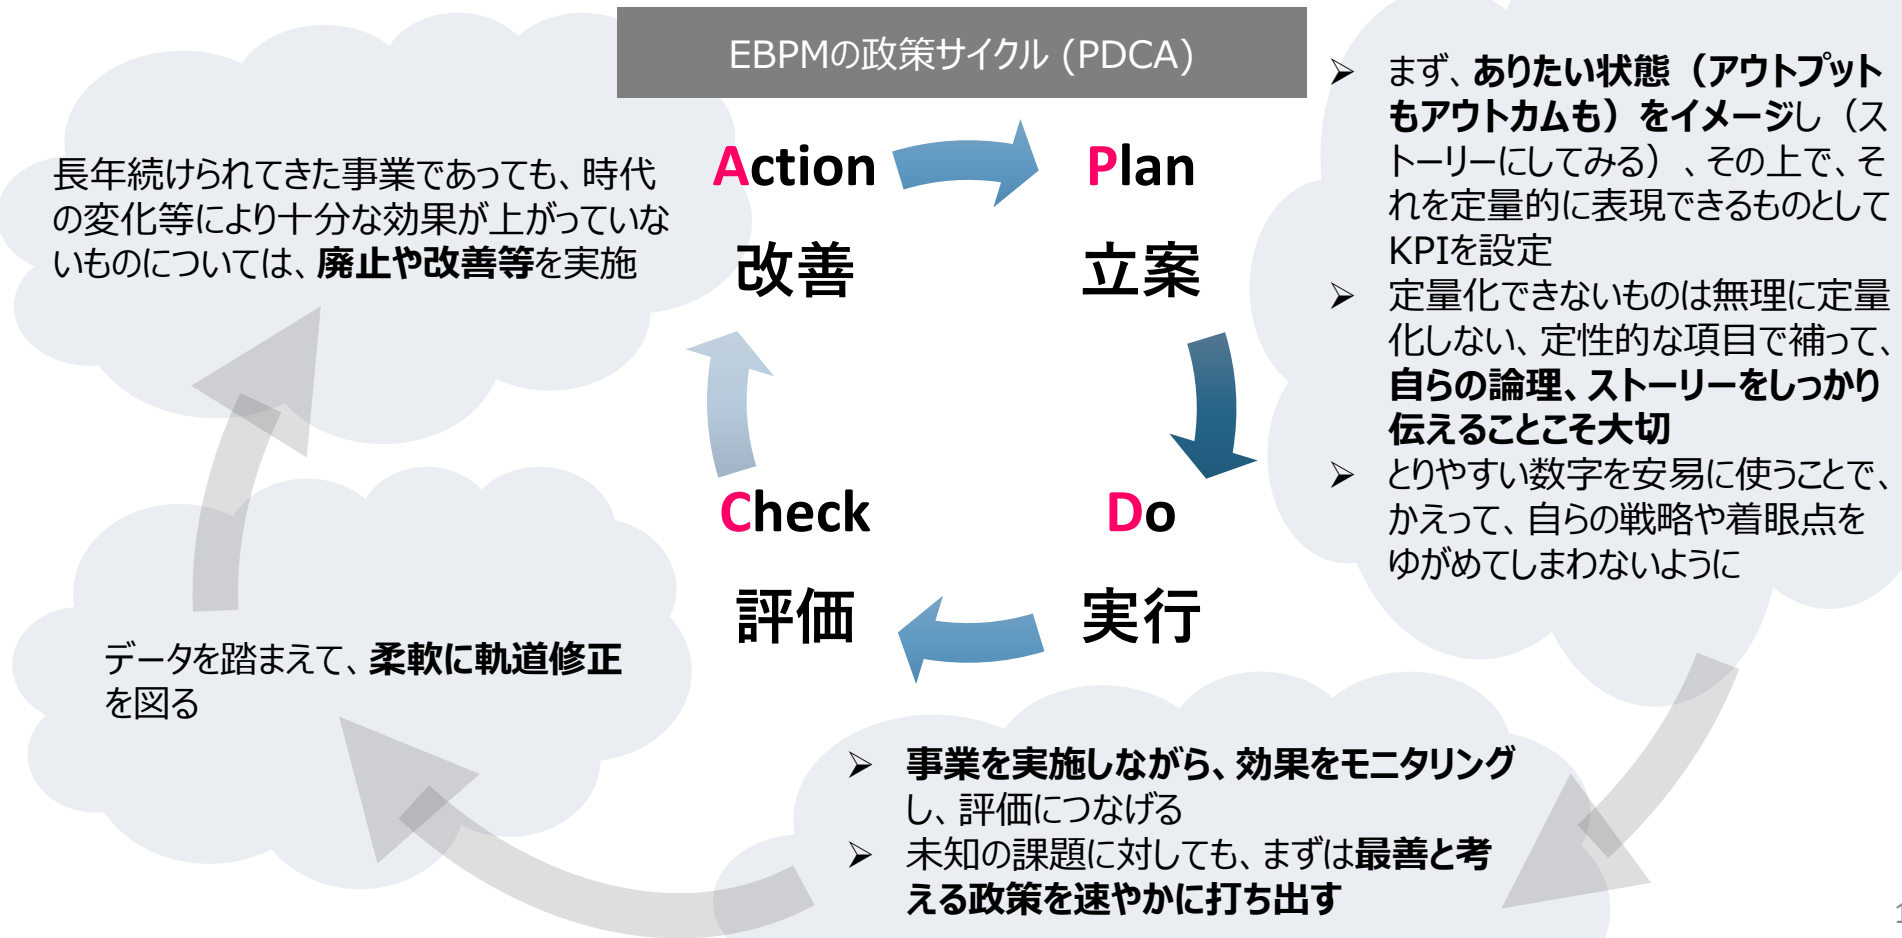 EBPMの政策サイクル (PDCA)
長年続けられてきた事業であっても、時代
の変化等により十分な効果が上がっていな
いものについては、廃止や改善等を実施
Action
改善
Plan
立案
➢ まず、ありたい状態（アウトプット
もアウトカムも）をイメージし（ス
トーリーにしてみる）、その上で、そ
れを定量的に表現できるものとして
KPIを設定
➢ 定量化できないものは無理に定量
化しない、定性的な項目で補って、
自らの論理、ストーリーをしっかり
伝えることこそ大切
➢ とりやすい数字を安易に使うことで、
かえって、自らの戦略や着眼点を
ゆがめてしまわないように
Check
評価
Do
実行
データを踏まえて、柔軟に軌道修正
を図る
➢ 事業を実施しながら、効果をモニタリング
し、評価につなげる
➢ 未知の課題に対しても、まずは最善と考
える政策を速やかに打ち出す